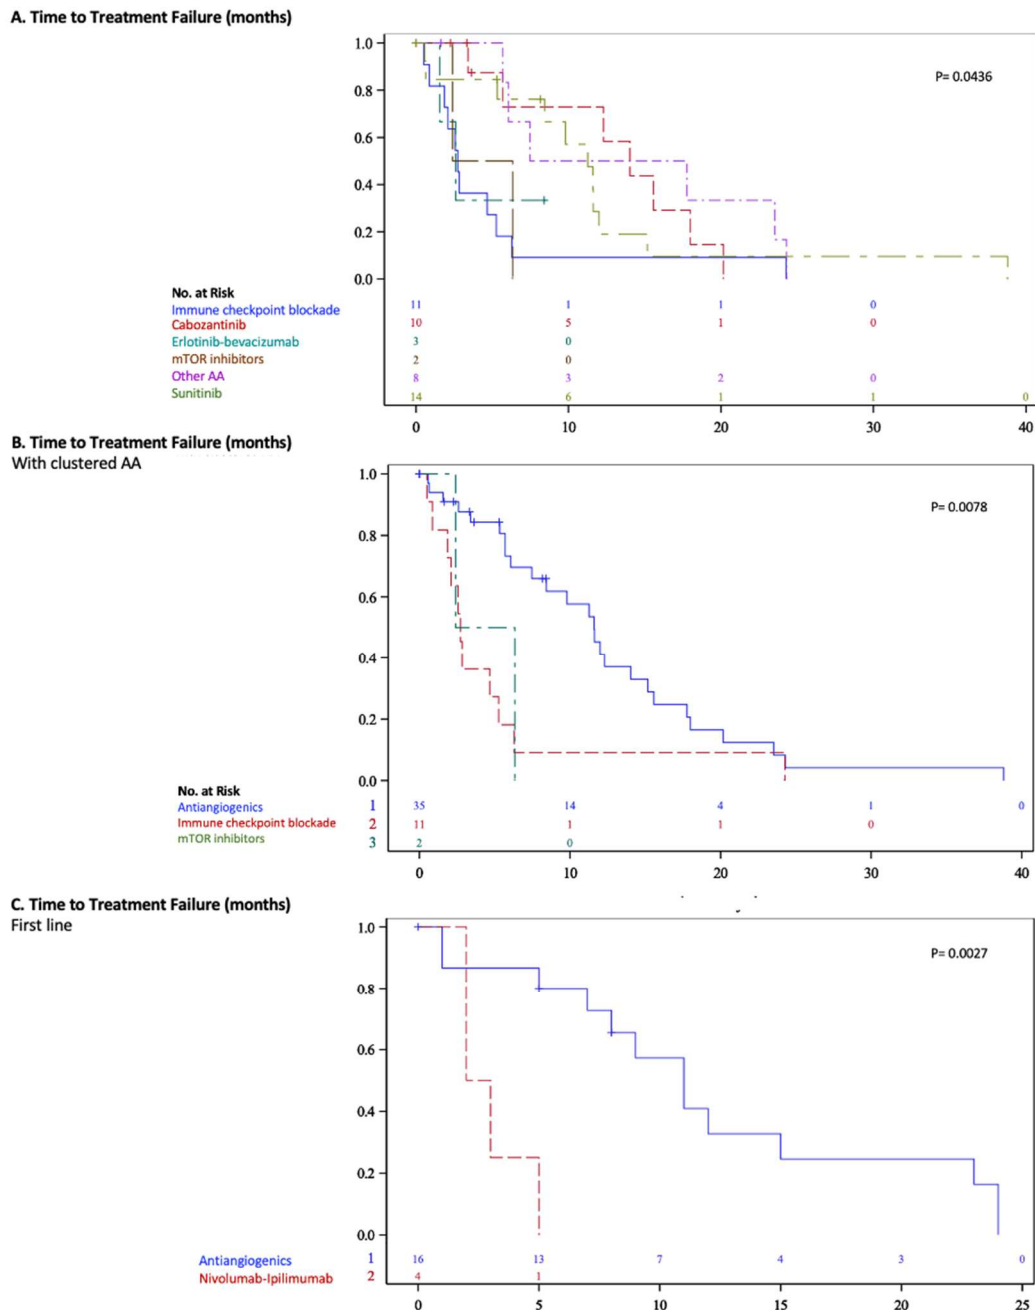 A. Time to Treatment Failure (months)
1.0
P= 0.0436
0.8
0.6
0.4
0.2
0.0
No. at Risk
Immune checkpoint blockade 11 1 1 0
Cabozantinib 10 5 1 0
Erlotinib-bevacizumab 3 0
mTOR inhibitors 2 0
Other AA 8 3 2 0
Sunitinib 14 6 1 1 0
0 10 20 30 40
B. Time to Treatment Failure (months)
With clustered AA
1.0
P= 0.0078
0.8
0.6
0.4
0.2
0.0
No. at Risk
Antiangiogenics 1 35 14 4 1 0
Immune checkpoint blockade 2 11 1 1 0
mTOR inhibitors 3 2 0
0 10 20 30 40
C. Time to Treatment Failure (months)
First line
1.0
P= 0.0027
0.8
0.6
0.4
0.2
0.0
Antiangiogenics 1 16 13 7 4 3 0
Nivolumab-Ipilimumab 2 4 1
0 5 10 15 20 25